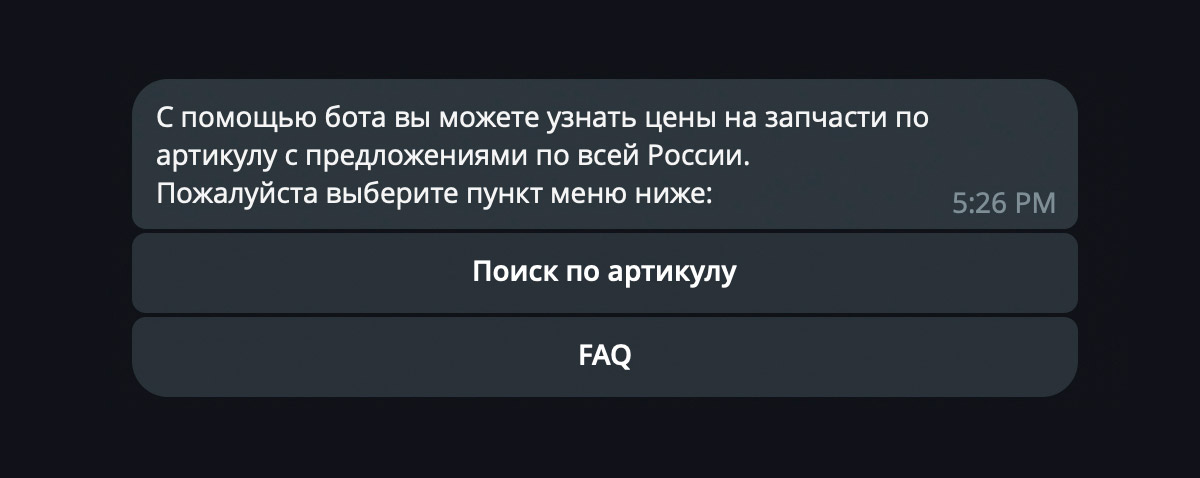 С помощью бота вы можете узнать цены на запчасти по
артикулу с предложениями по всей России.
Пожалуйста выберите пункт меню ниже:
5:26 PM
Поиск по артикулу
FAQ